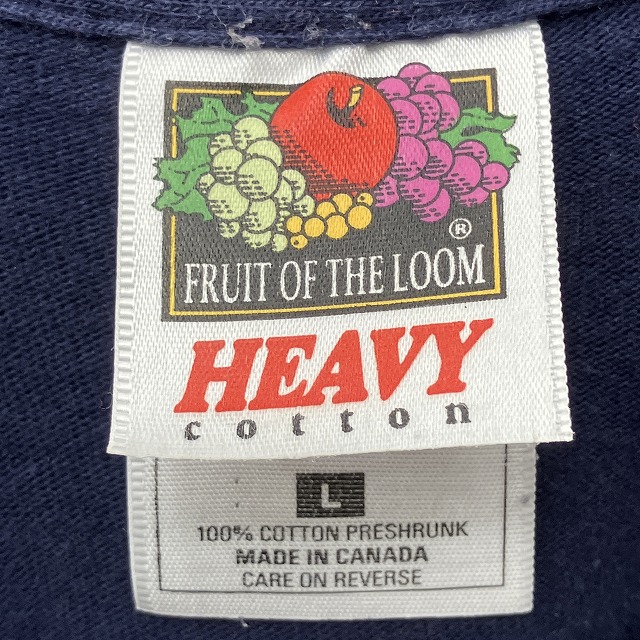 ®
FRUIT OF THE LOOM
HEAVY
cotton
L
100% COTTON PRESHRUNK
MADE IN CANADA
CARE ON REVERSE